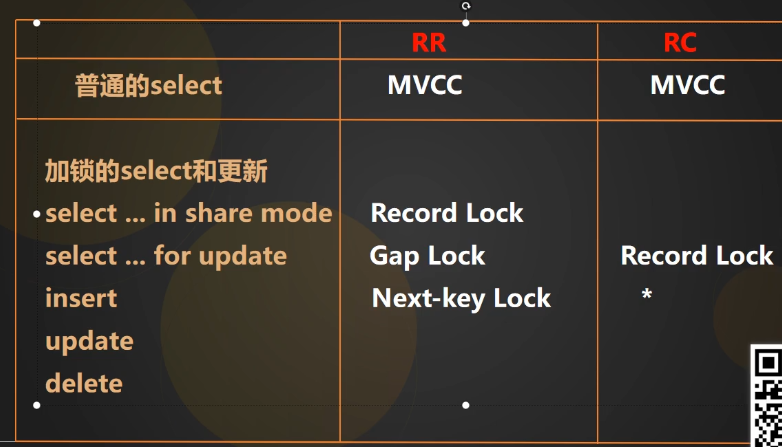 RR RC
普通的select MVCC MVCC
加锁的select和更新
select ... in share mode Record Lock
select ... for update Gap Lock Record Lock
insert Next-key Lock *
update
delete